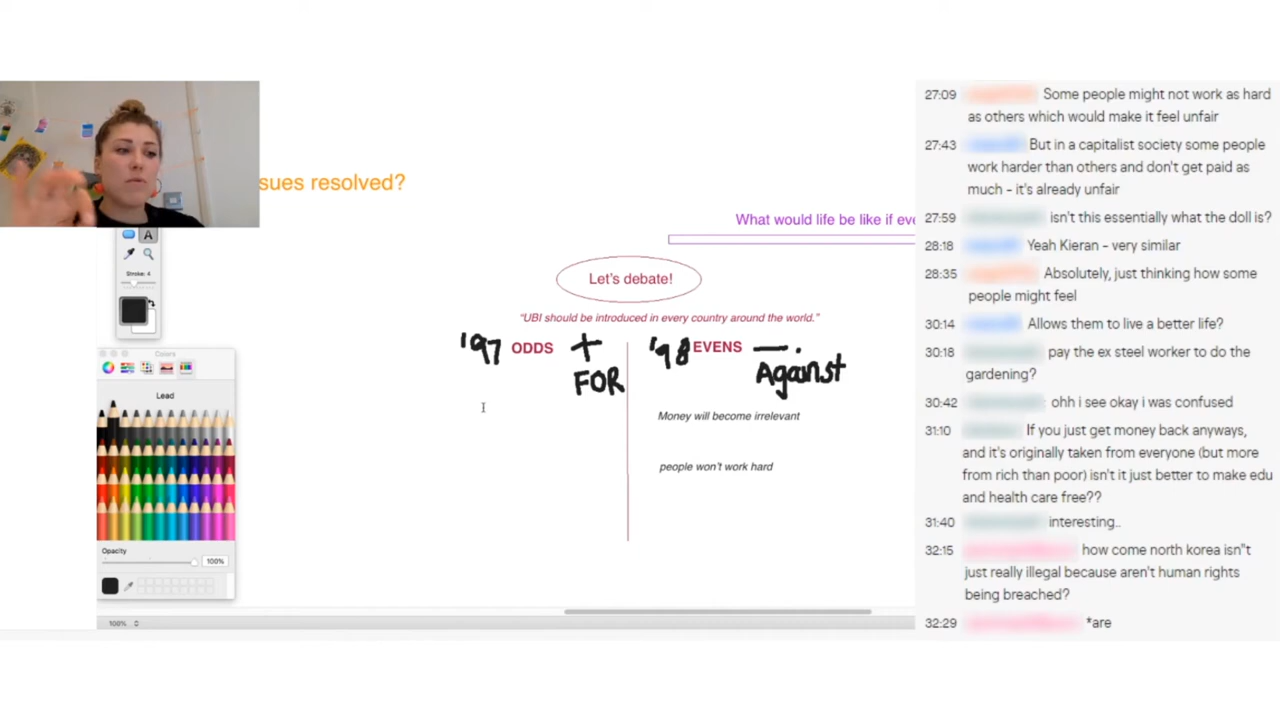 sues resolved?
What would life be like if eve
Let's debate!
"UBI should be introduced in every country around the world."
'97 ODDS + 
FOR
'98 EVENS —
Against
Money will become irrelevant
people won't work hard
A
Stroke: 4
Colors
Lead
Opacity
100%
100%
27:09 Some people might not work as hard
as others which would make it feel unfair
27:43 But in a capitalist society some people
work harder than others and don't get paid as
much - it's already unfair
27:59 isn't this essentially what the doll is?
28:18 Yeah Kieran - very similar
28:35 Absolutely, just thinking how some
people might feel
30:14 Allows them to live a better life?
30:18 pay the ex steel worker to do the
gardening?
30:42 ohh i see okay i was confused
31:10 If you just get money back anyways,
and it's originally taken from everyone (but more
from rich than poor) isn't it just better to make edu
and health care free??
31:40 interesting..
32:15 how come north korea isn"t
just really illegal because aren't human rights
being breached?
32:29 *are